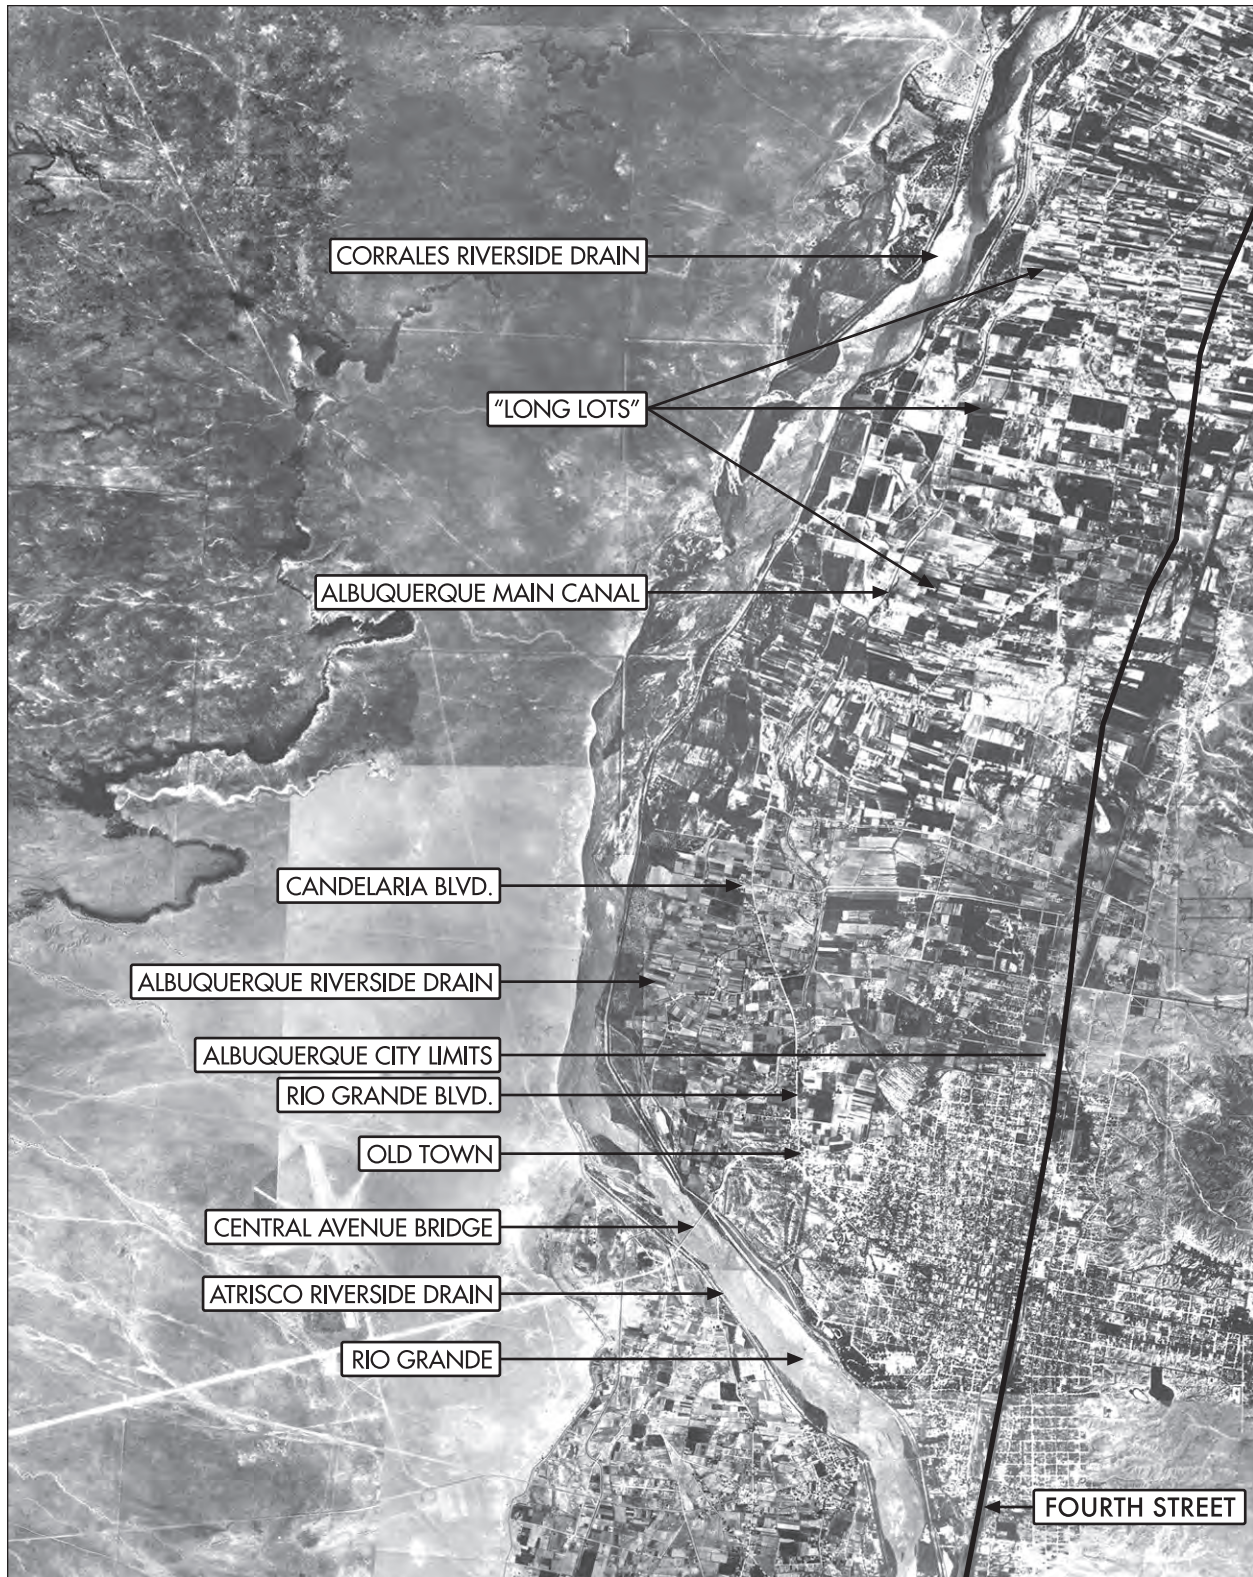 CORRALES RIVERSIDE DRAIN
"LONG LOTS"
ALBUQUERQUE MAIN CANAL
CANDELARIA BLVD.
ALBUQUERQUE RIVERSIDE DRAIN
ALBUQUERQUE CITY LIMITS
RIO GRANDE BLVD.
OLD TOWN
CENTRAL AVENUE BRIDGE
ATRISCO RIVERSIDE DRAIN
RIO GRANDE
FOURTH STREET